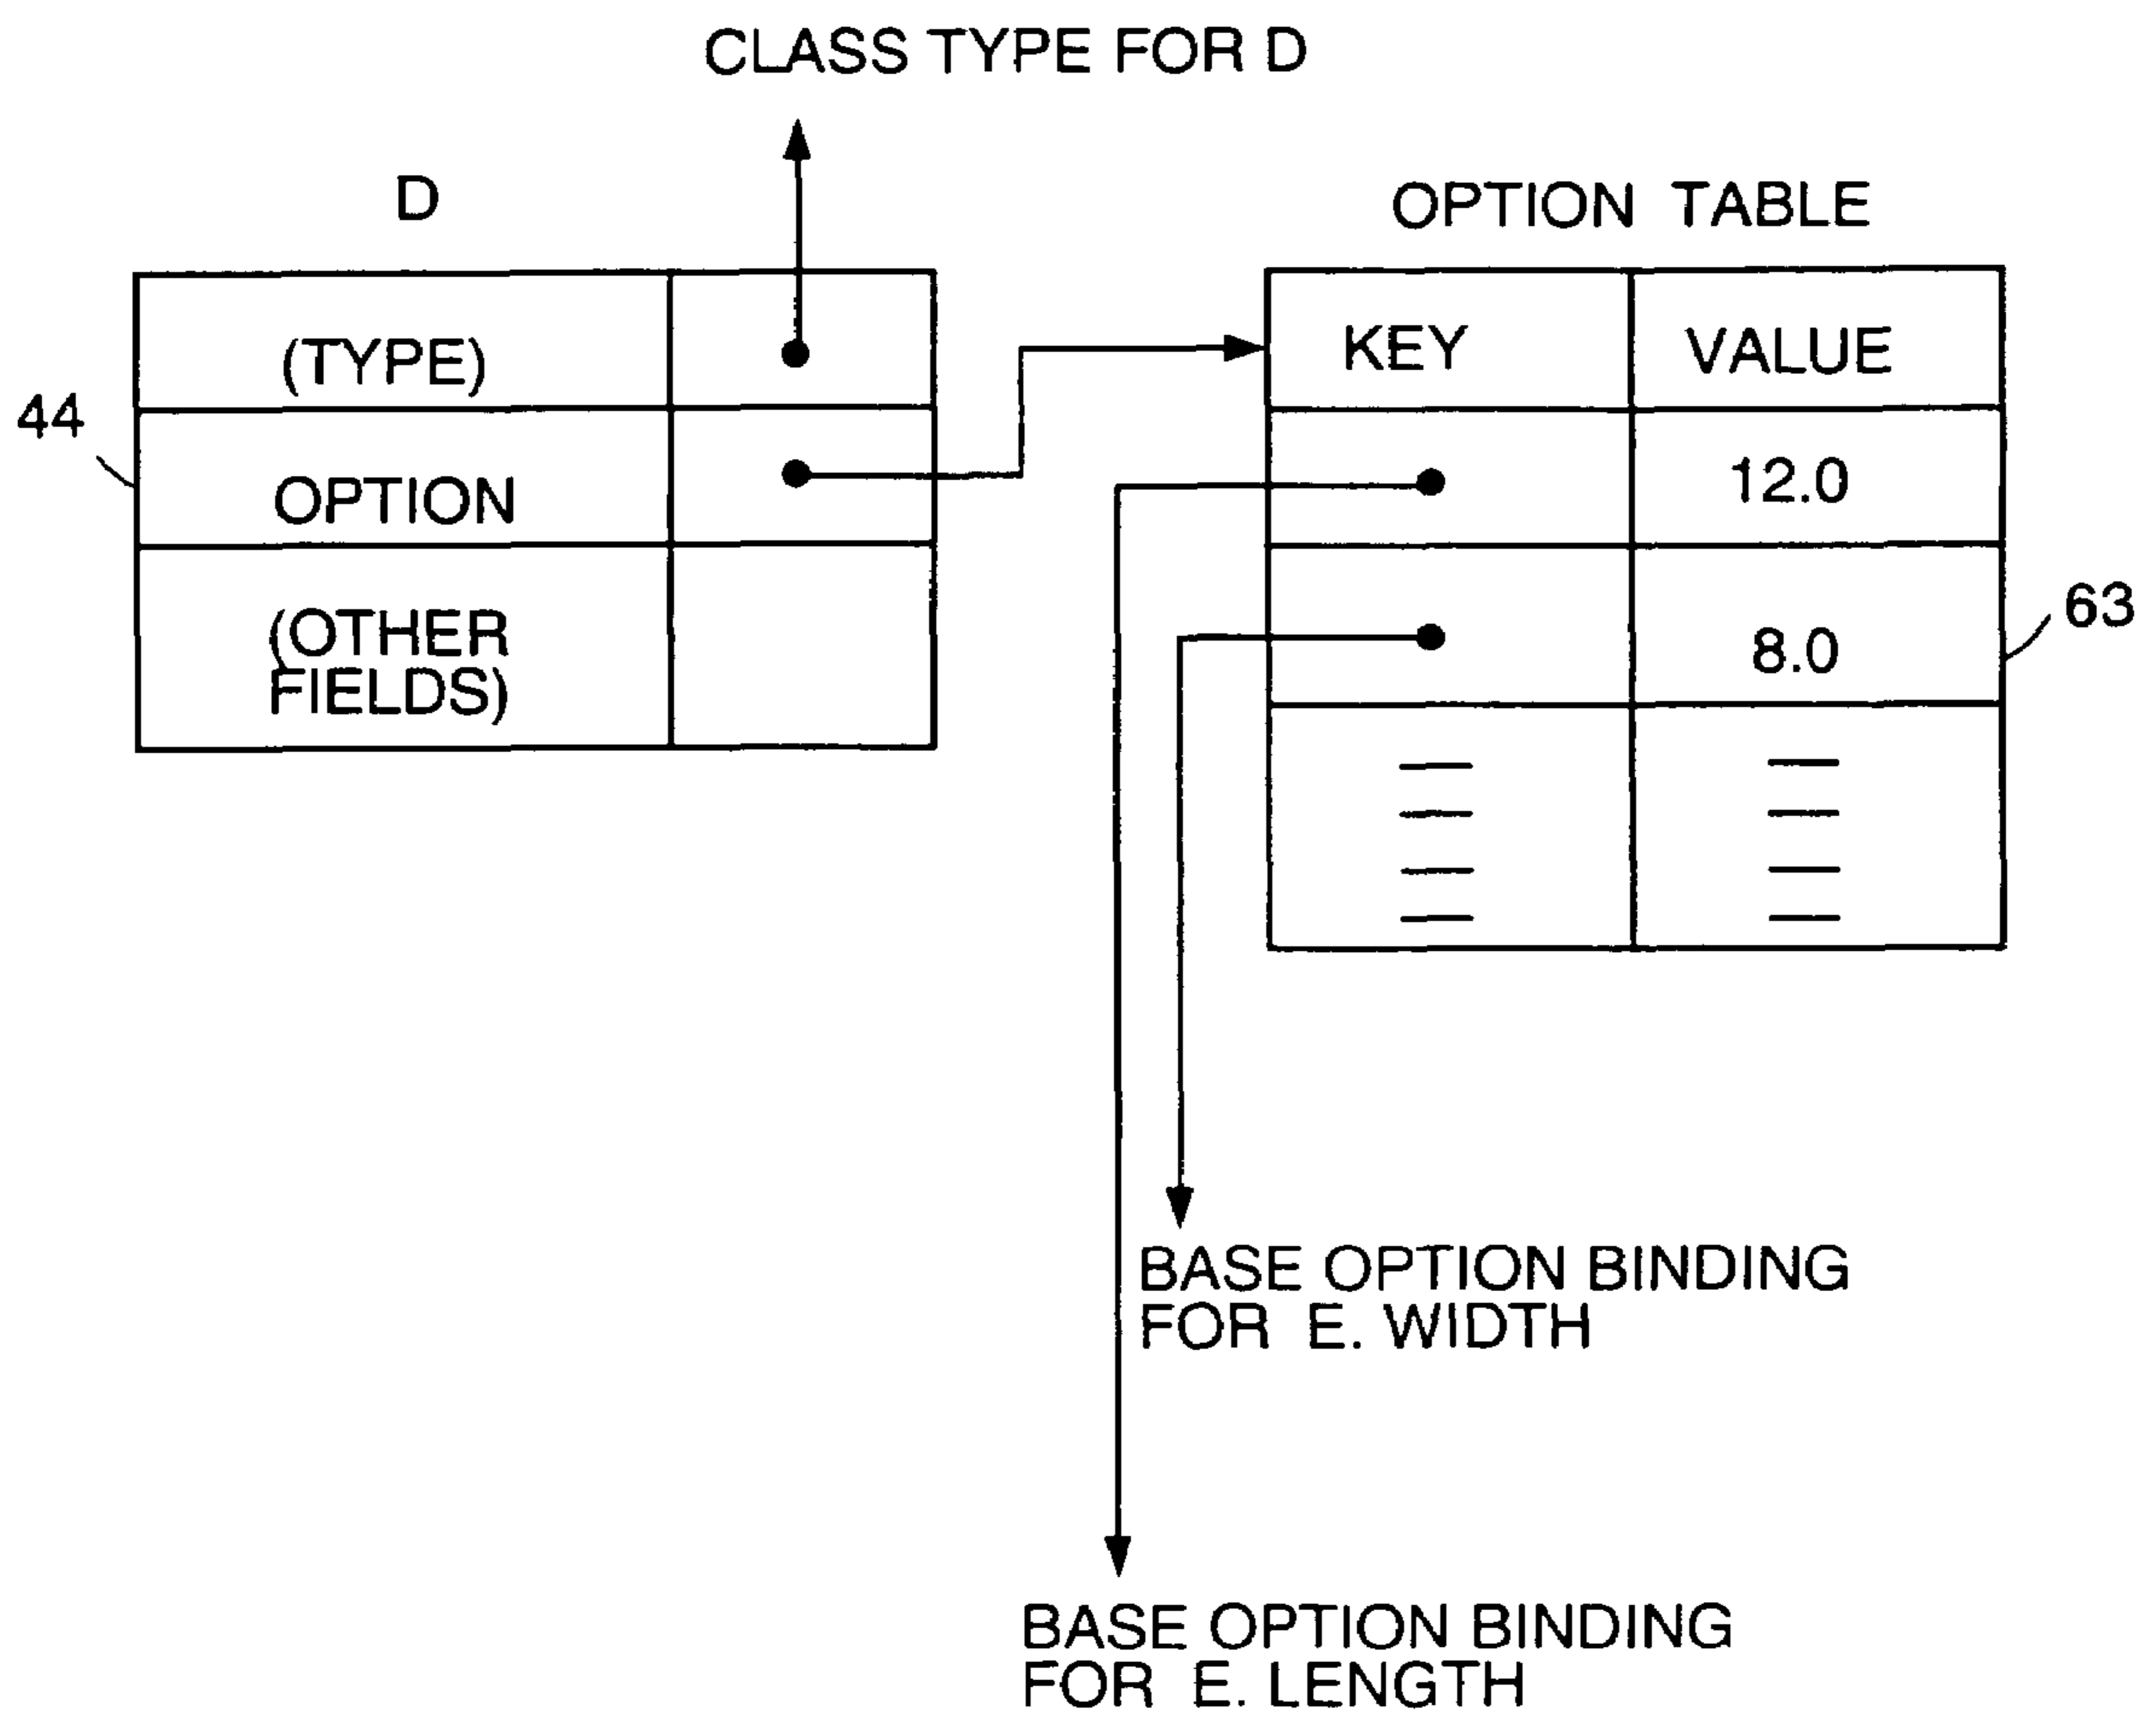 CLASS TYPE FOR D
D
OPTION TABLE
(TYPE)
KEY
VALUE
44
OPTION
12.0
(OTHER
FIELDS)
8.0
63
BASE OPTION BINDING
FOR E. WIDTH
BASE OPTION BINDING
FOR E. LENGTH